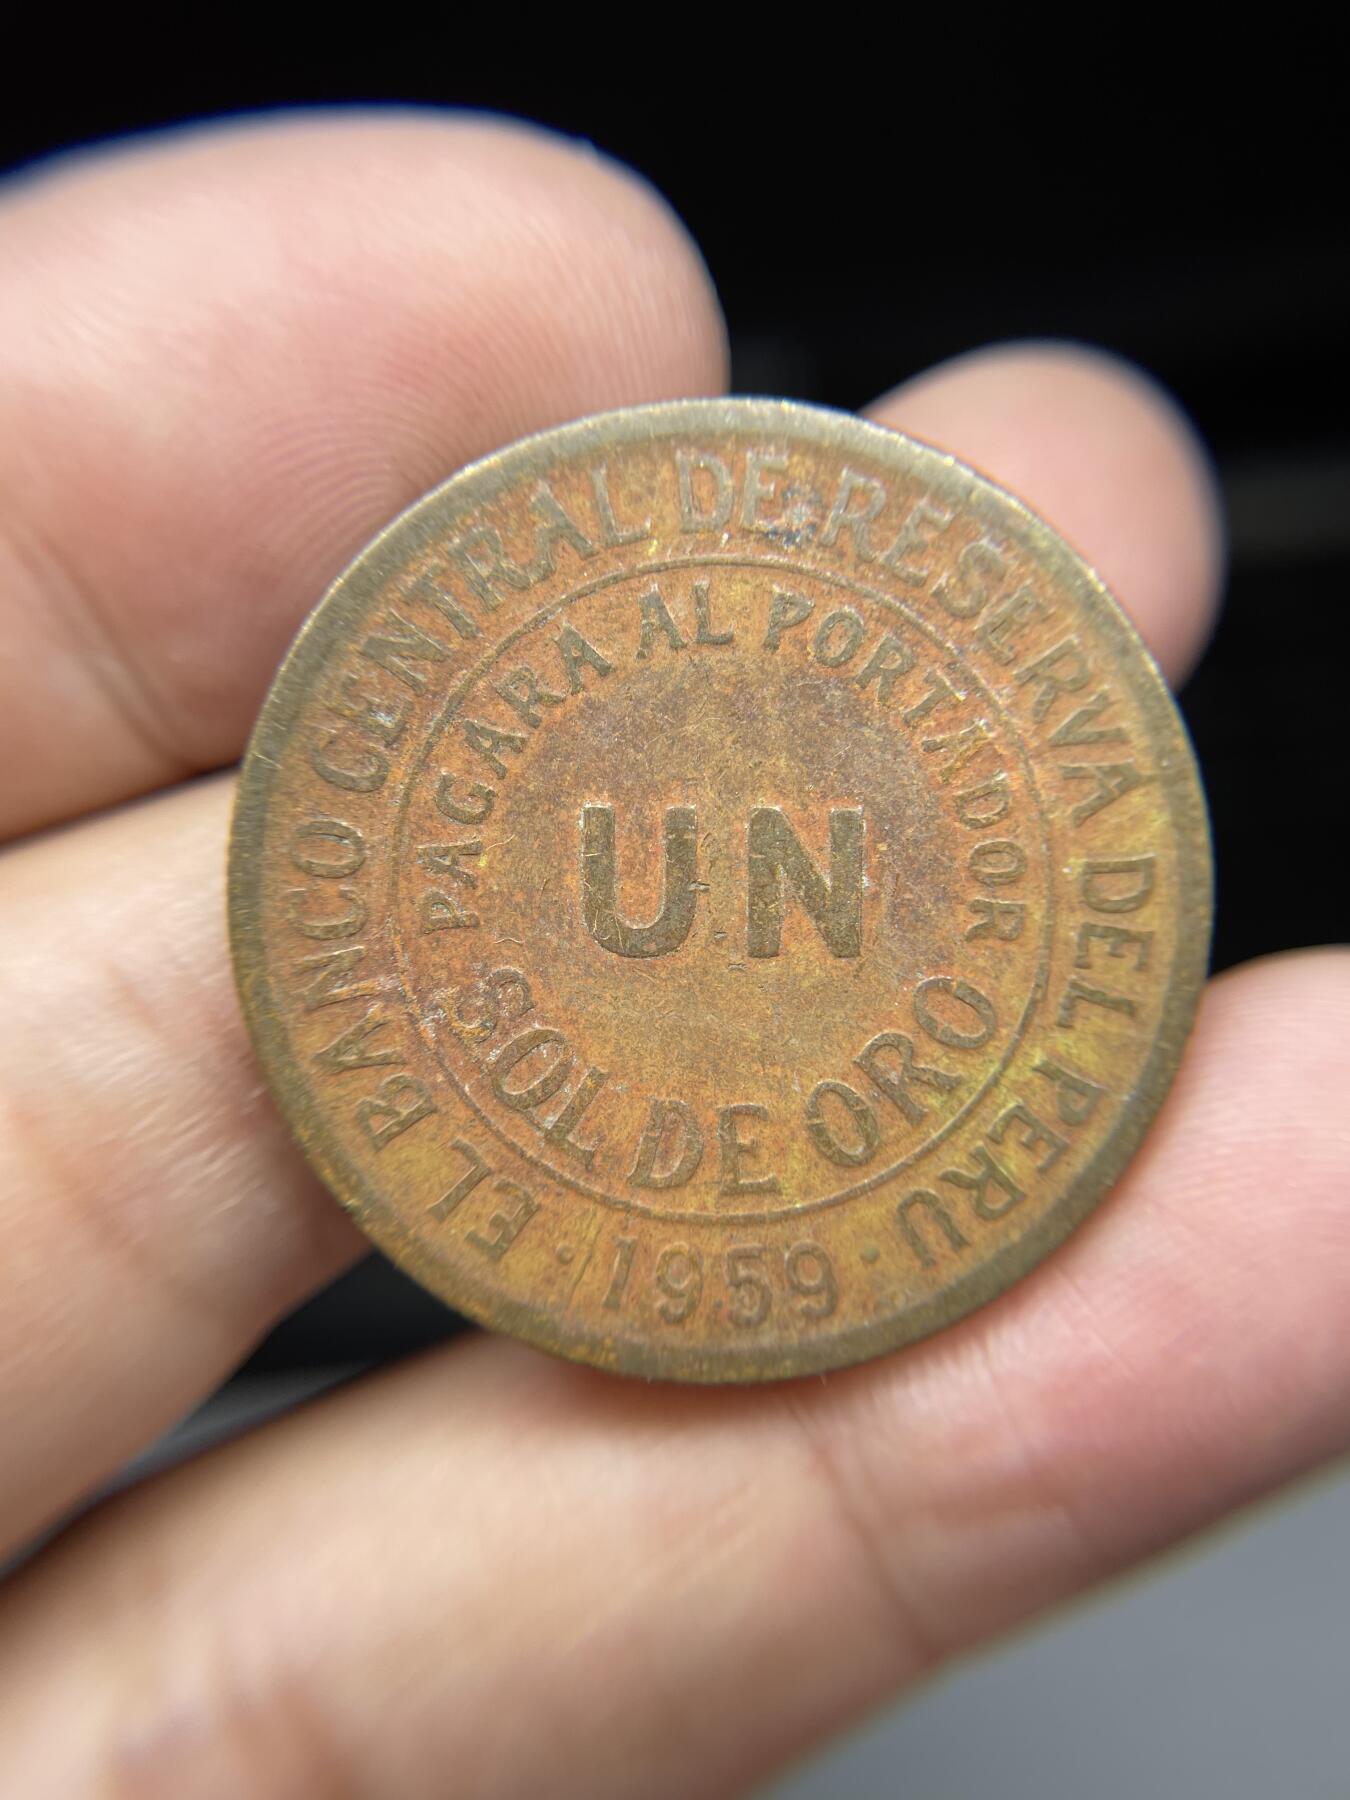 EL BANCO CENTRAL DE RESERVA DEL PERU
PAGARA AL PORTADOR
UN
SOL DE ORO
· 1959 ·